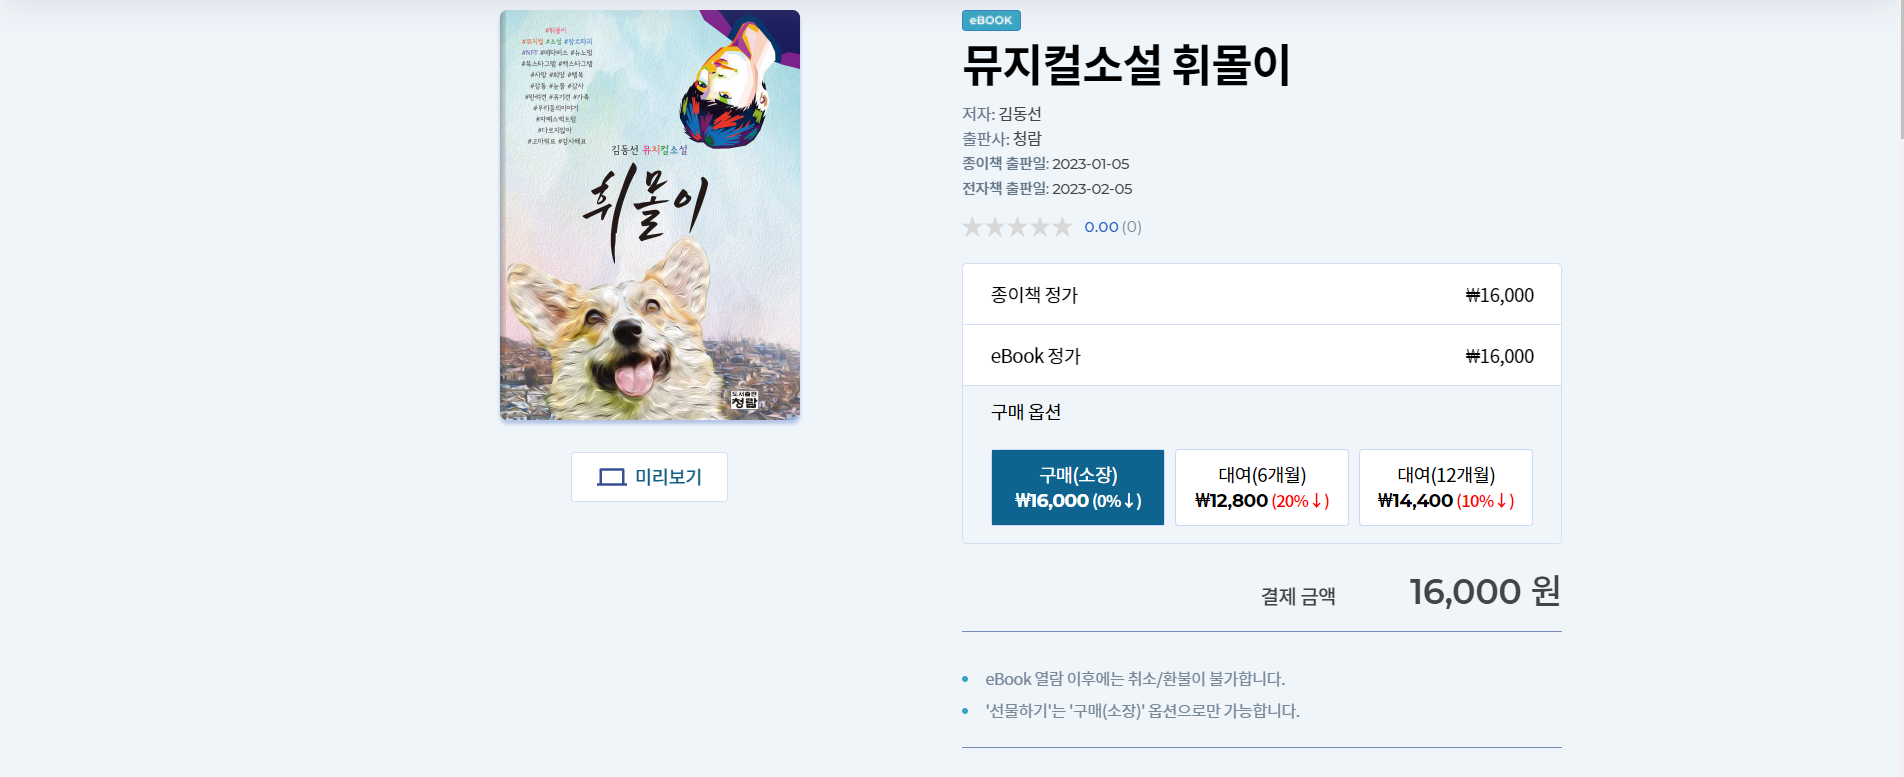 #휘몰이
#뮤지컬 #소설 #장르파괴
#NFT #메타버스 #뉴노멀
#북스타그램 #책스타그램
#사랑 #희망 #행복
#감동 #눈물 #감사
#반려견 #유기견 #가족
#우리들의이야기
#자폐스펙트럼
#다르지않아
#고마워요 #감사해요
김동선 뮤지컬소설
휘몰이
도서출판
청람
미리보기
eBOOK
뮤지컬소설 휘몰이
저자: 김동선
출판사: 청람
종이책 출판일: 2023-01-05
전자책 출판일: 2023-02-05
0.00 (0)
종이책 정가 ₩16,000
eBook 정가 ₩16,000
구매 옵션
구매(소장) 대여(6개월) 대여(12개월)
₩16,000 (0%↓) ₩12,800 (20%↓) ₩14,400 (10%↓)
결제 금액 16,000 원
eBook 열람 이후에는 취소/환불이 불가합니다.
'선물하기'는 '구매(소장)' 옵션으로만 가능합니다.